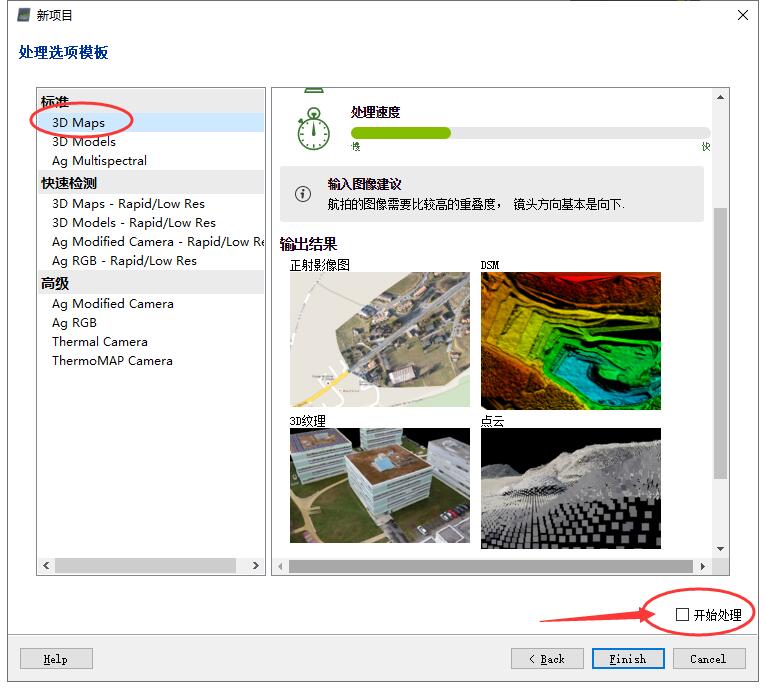 新项目
处理选项模板
标准
3D Maps
3D Models
Ag Multispectral
快速检测
3D Maps - Rapid/Low Res
3D Models - Rapid/Low Res
Ag Modified Camera - Rapid/Low Re
Ag RGB - Rapid/Low Res
高级
Ag Modified Camera
Ag RGB
Thermal Camera
ThermoMAP Camera
处理速度
慢 快
输入图像建议
航拍的图像需要比较高的重叠度， 镜头方向基本是向下.
输出结果
正射影像图 DSM
3D纹理 点云
开始处理
Help < Back Finish Cancel